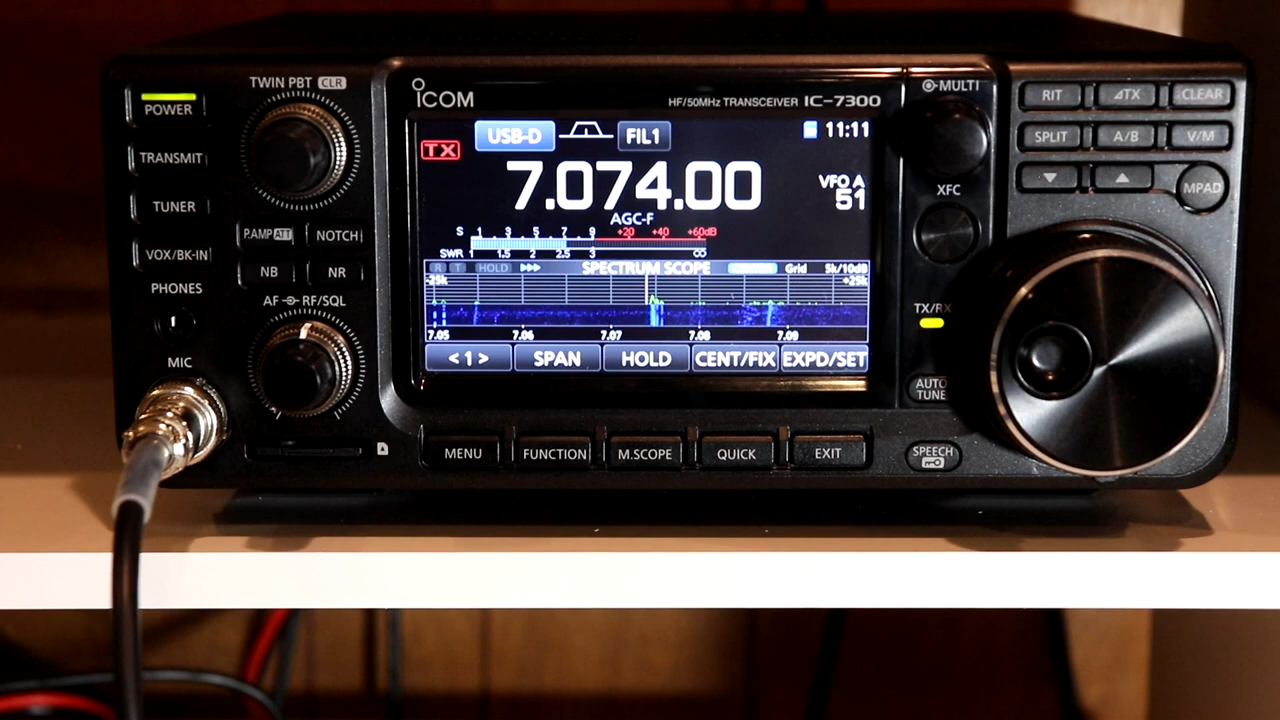 TWIN PBT CLR
POWER
TRANSMIT
TUNER
VOX/BK-IN
P.AMP ATT
NOTCH
NB
NR
PHONES
AF RF/SQL
MIC
ICOM
HF/50MHz TRANSCEIVER IC-7300
USB-D
FIL1
11:11
TX
7.074.00
VFO A
51
AGC-F
S 1 3 5 7 9 +20 +40 +60dB
SWR 1 1.5 2 2.5 3 ∞
R T HOLD SPECTRUM SCOPE Grid 5k/10dB
-25k +25k
7.05 7.06 7.07 7.08 7.09
<1> SPAN HOLD CENT/FIX EXPD/SET
MENU FUNCTION M.SCOPE QUICK EXIT
MULTI
XFC
TX/RX
AUTO
TUNE
SPEECH
RIT ⊿TX CLEAR
SPLIT A/B V/M
▼ ▲ MPAD